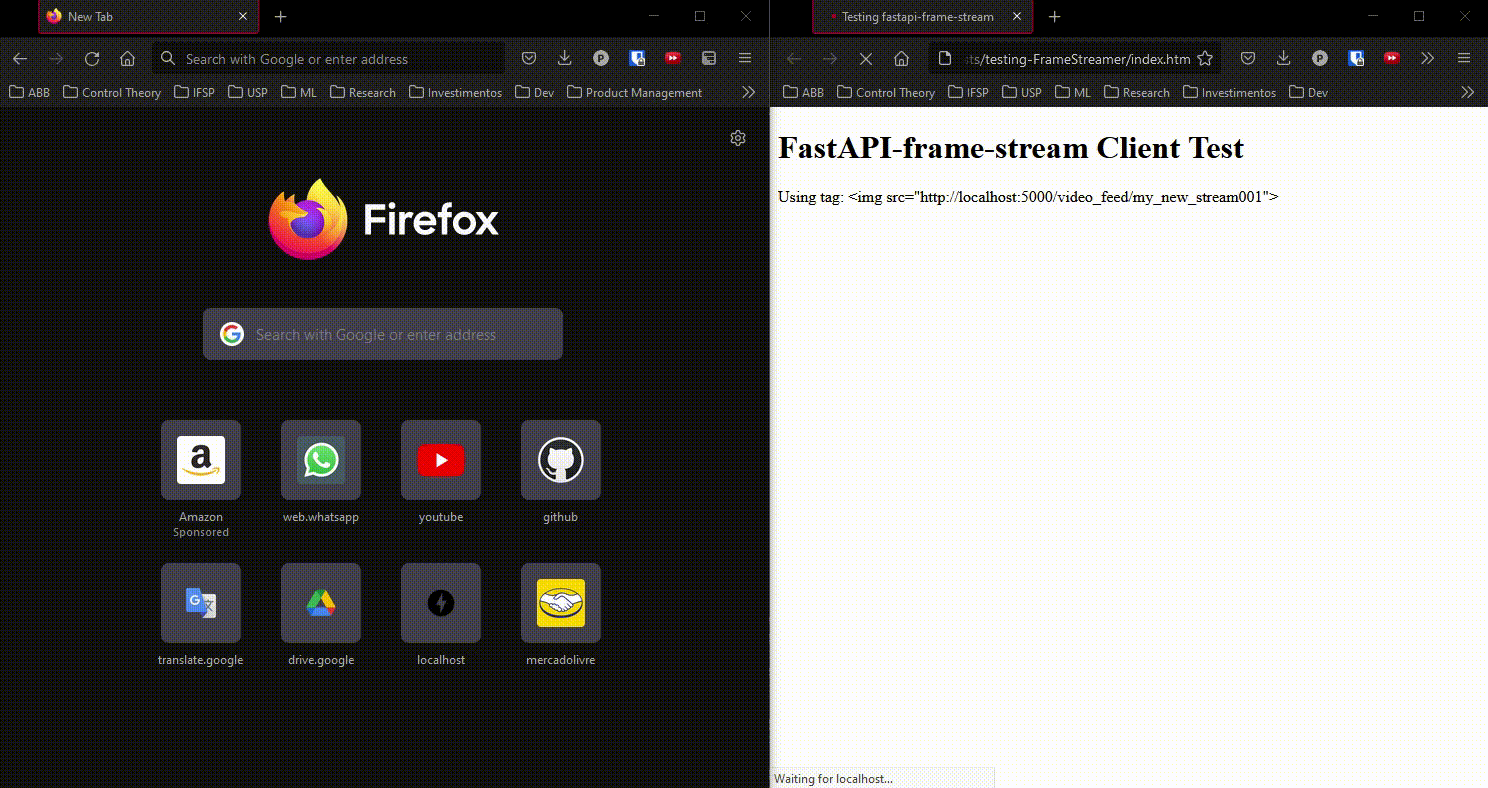 New Tab
Search with Google or enter address
ABB Control Theory IFSP USP ML Research Investimentos Dev Product Management
Firefox
Search with Google or enter address
Amazon web.whatsapp youtube github
Sponsored
translate.google drive.google localhost mercadolivre
Testing fastapi-frame-stream
sts/testing-FrameStreamer/index.htm
ABB Control Theory IFSP USP ML Research Investimentos Dev
FastAPI-frame-stream Client Test
Using tag: <img src="http://localhost:5000/video_feed/my_new_stream001">
Waiting for localhost...